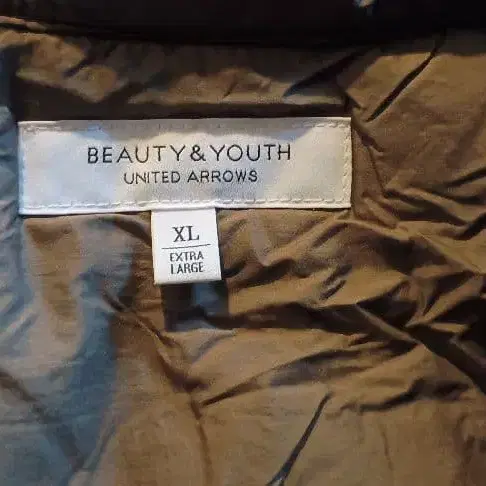 BEAUTY&YOUTH
UNITED ARROWS
XL
EXTRA
LARGE